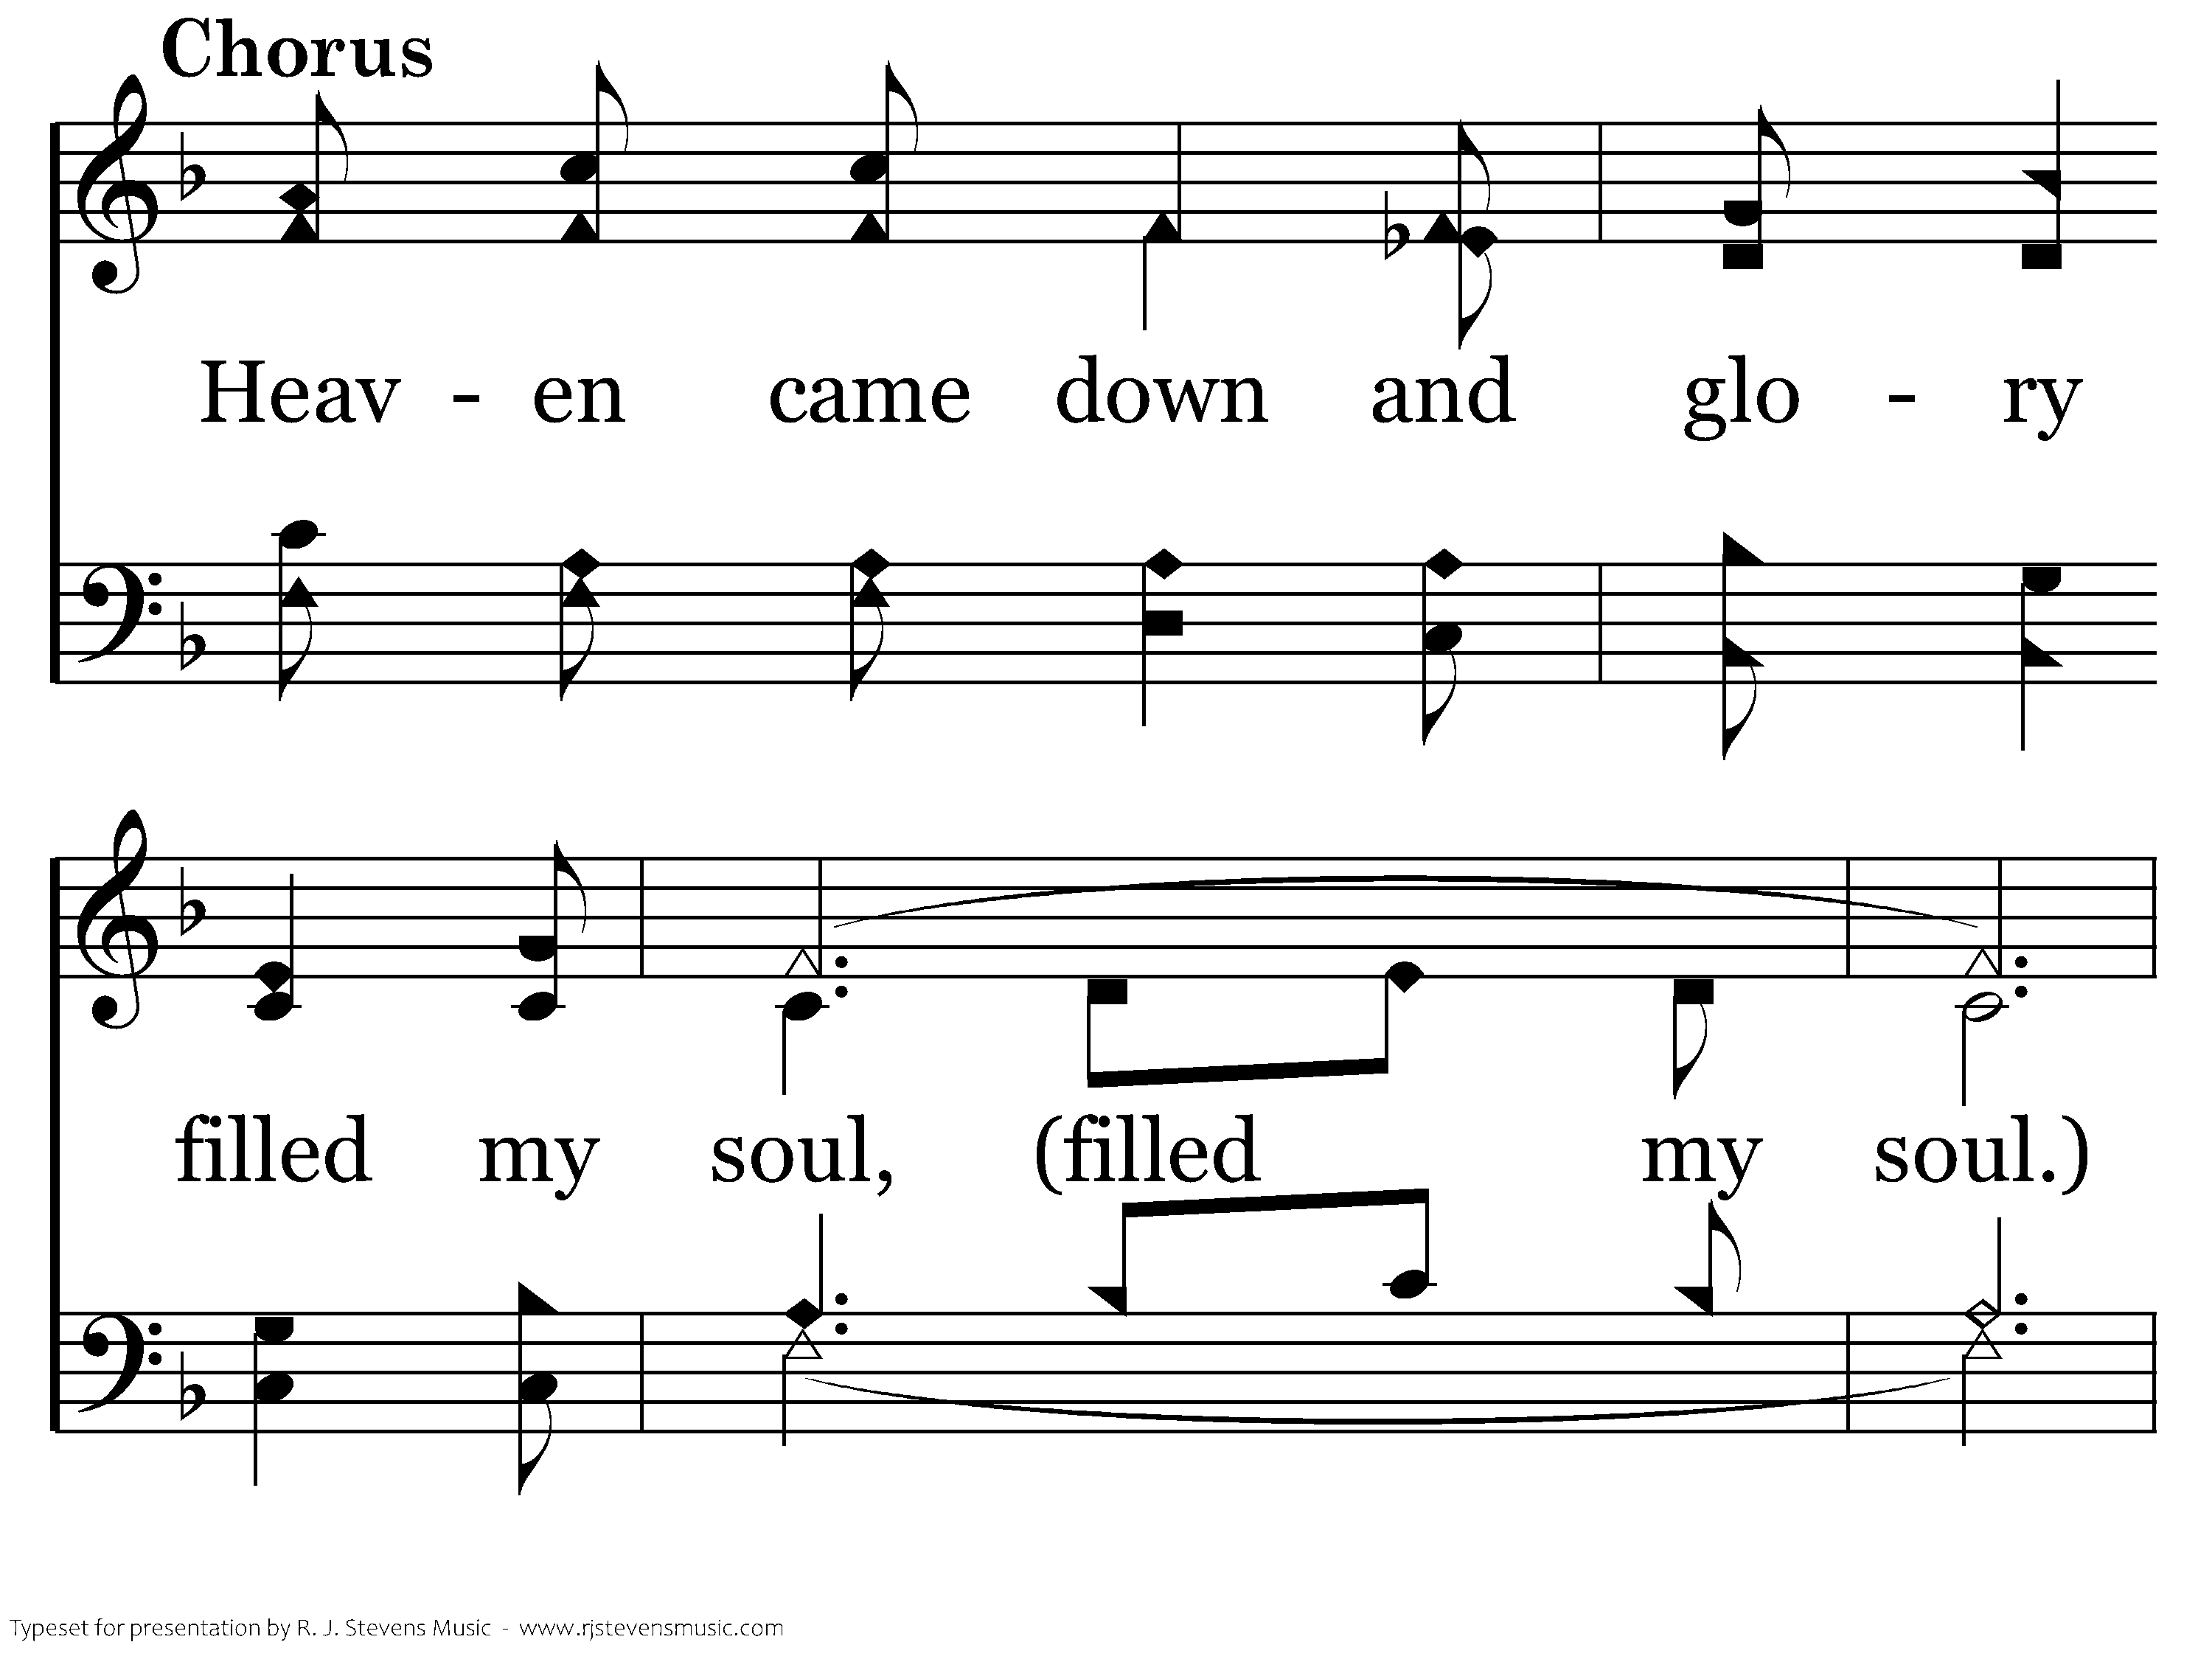 Chorus
Heav - en came down and glo - ry
filled my soul, (filled my soul.)
Typeset for presentation by R. J. Stevens Music - www.rjstevensmusic.com